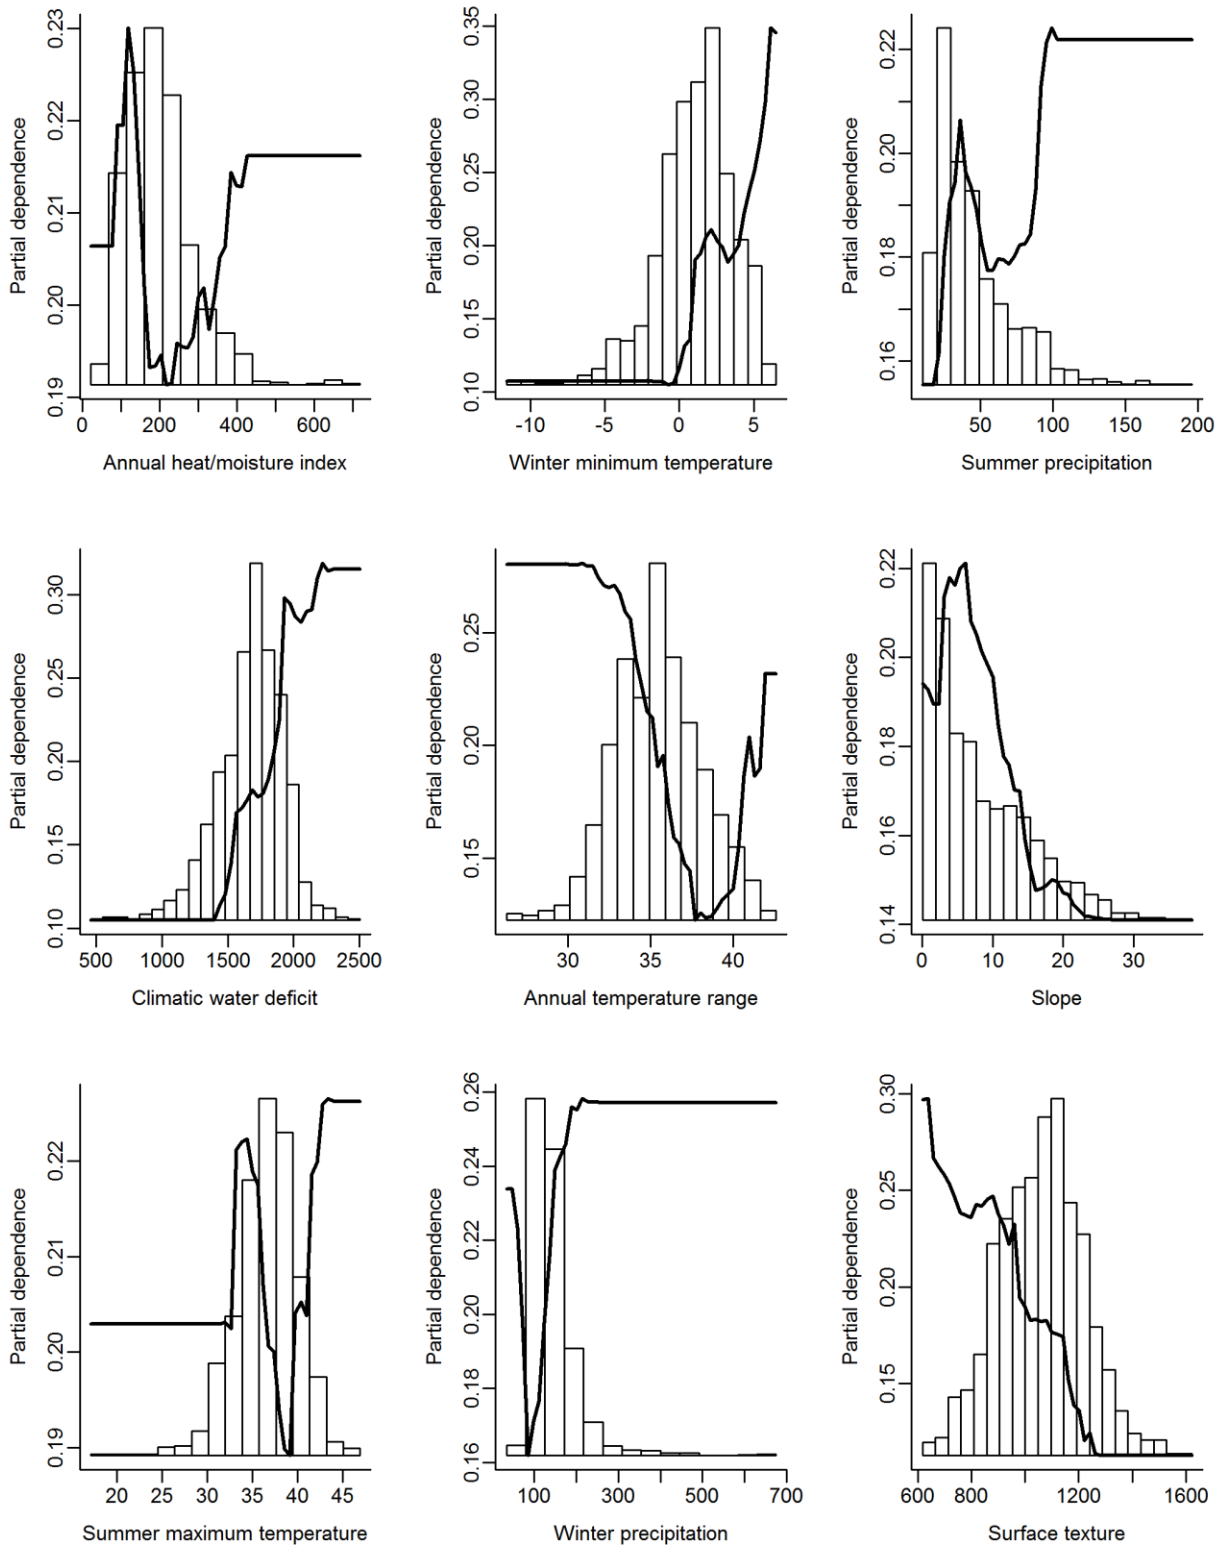 Partial dependence
0.19 0.20 0.21 0.22 0.23
0 200 400 600
Annual heat/moisture index
Partial dependence
0.10 0.15 0.20 0.25 0.30 0.35
-10 -5 0 5
Winter minimum temperature
Partial dependence
0.16 0.18 0.20 0.22
50 100 150 200
Summer precipitation
Partial dependence
0.10 0.15 0.20 0.25 0.30
500 1000 1500 2000 2500
Climatic water deficit
Partial dependence
0.15 0.20 0.25
30 35 40
Annual temperature range
Partial dependence
0.14 0.16 0.18 0.20 0.22
0 10 20 30
Slope
Partial dependence
0.19 0.20 0.21 0.22
20 25 30 35 40 45
Summer maximum temperature
Partial dependence
0.16 0.18 0.20 0.22 0.24 0.26
100 300 500 700
Winter precipitation
Partial dependence
0.15 0.20 0.25 0.30
600 800 1200 1600
Surface texture